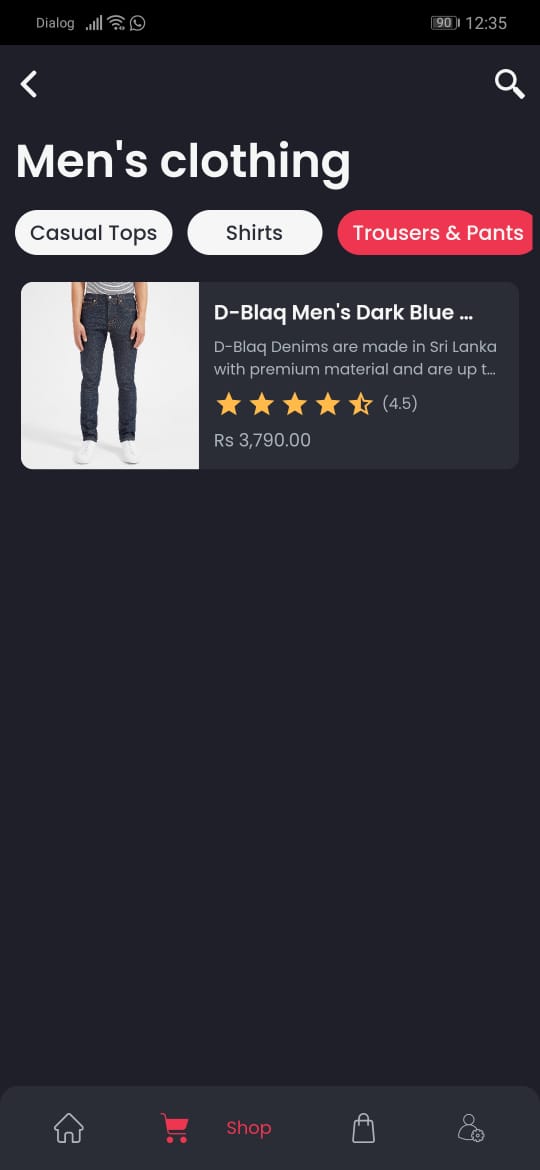 Dialog 90 12:35
Men's clothing
Casual Tops Shirts Trousers & Pants
D-Blaq Men's Dark Blue ...
D-Blaq Denims are made in Sri Lanka
with premium material and are up t...
(4.5)
Rs 3,790.00
Shop